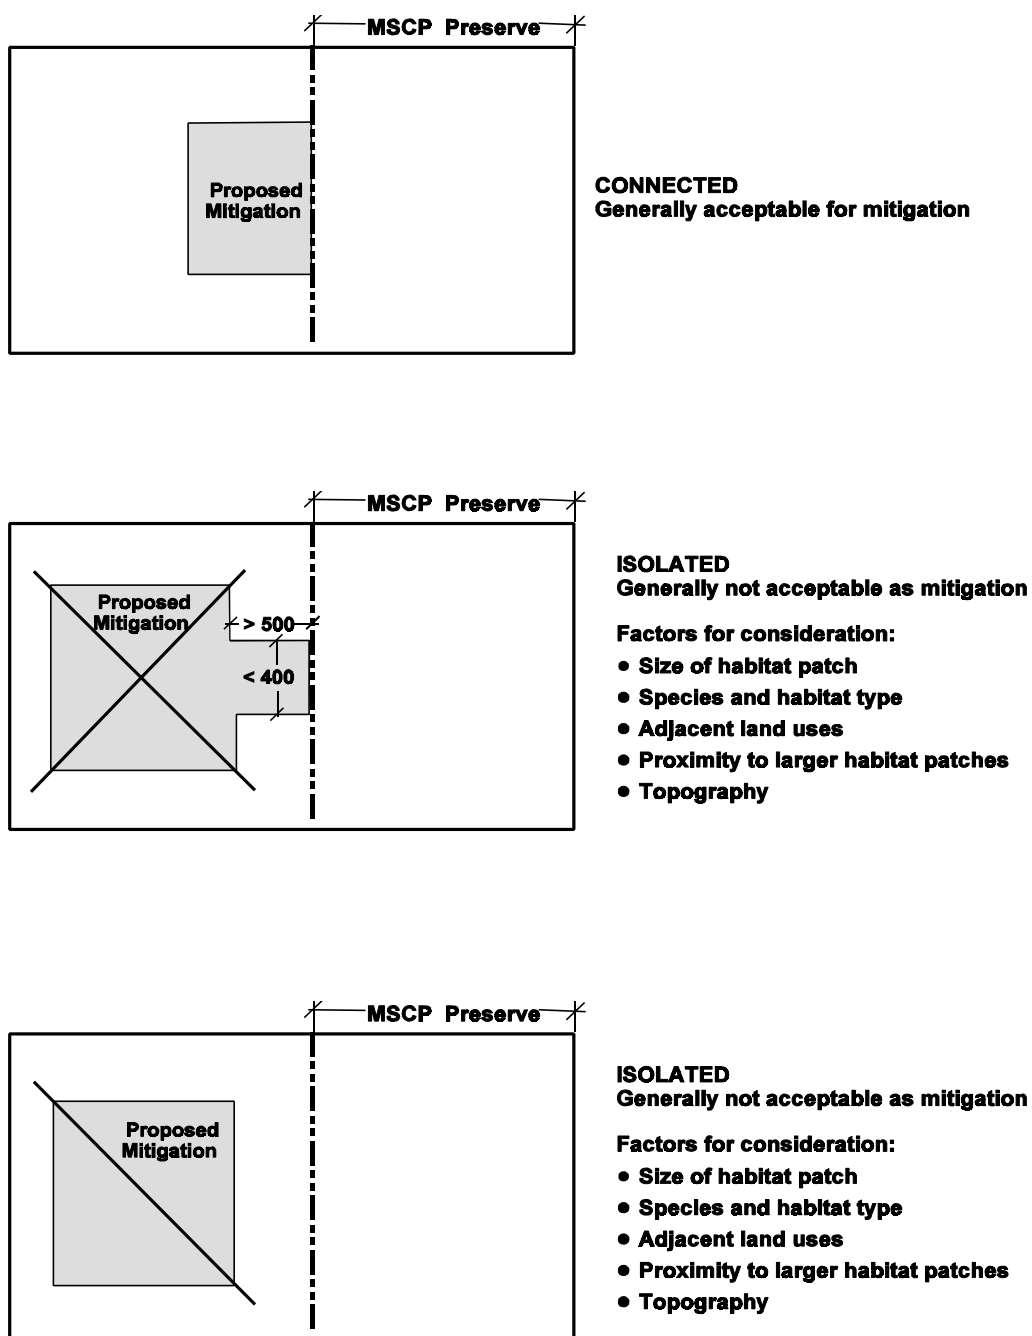 MSCP Preserve
Proposed
Mitigation
CONNECTED
Generally acceptable for mitigation
MSCP Preserve
Proposed
Mitigation
> 500
< 400
ISOLATED
Generally not acceptable as mitigation
Factors for consideration:
● Size of habitat patch
● Species and habitat type
● Adjacent land uses
● Proximity to larger habitat patches
● Topography
MSCP Preserve
Proposed
Mitigation
ISOLATED
Generally not acceptable as mitigation
Factors for consideration:
● Size of habitat patch
● Species and habitat type
● Adjacent land uses
● Proximity to larger habitat patches
● Topography